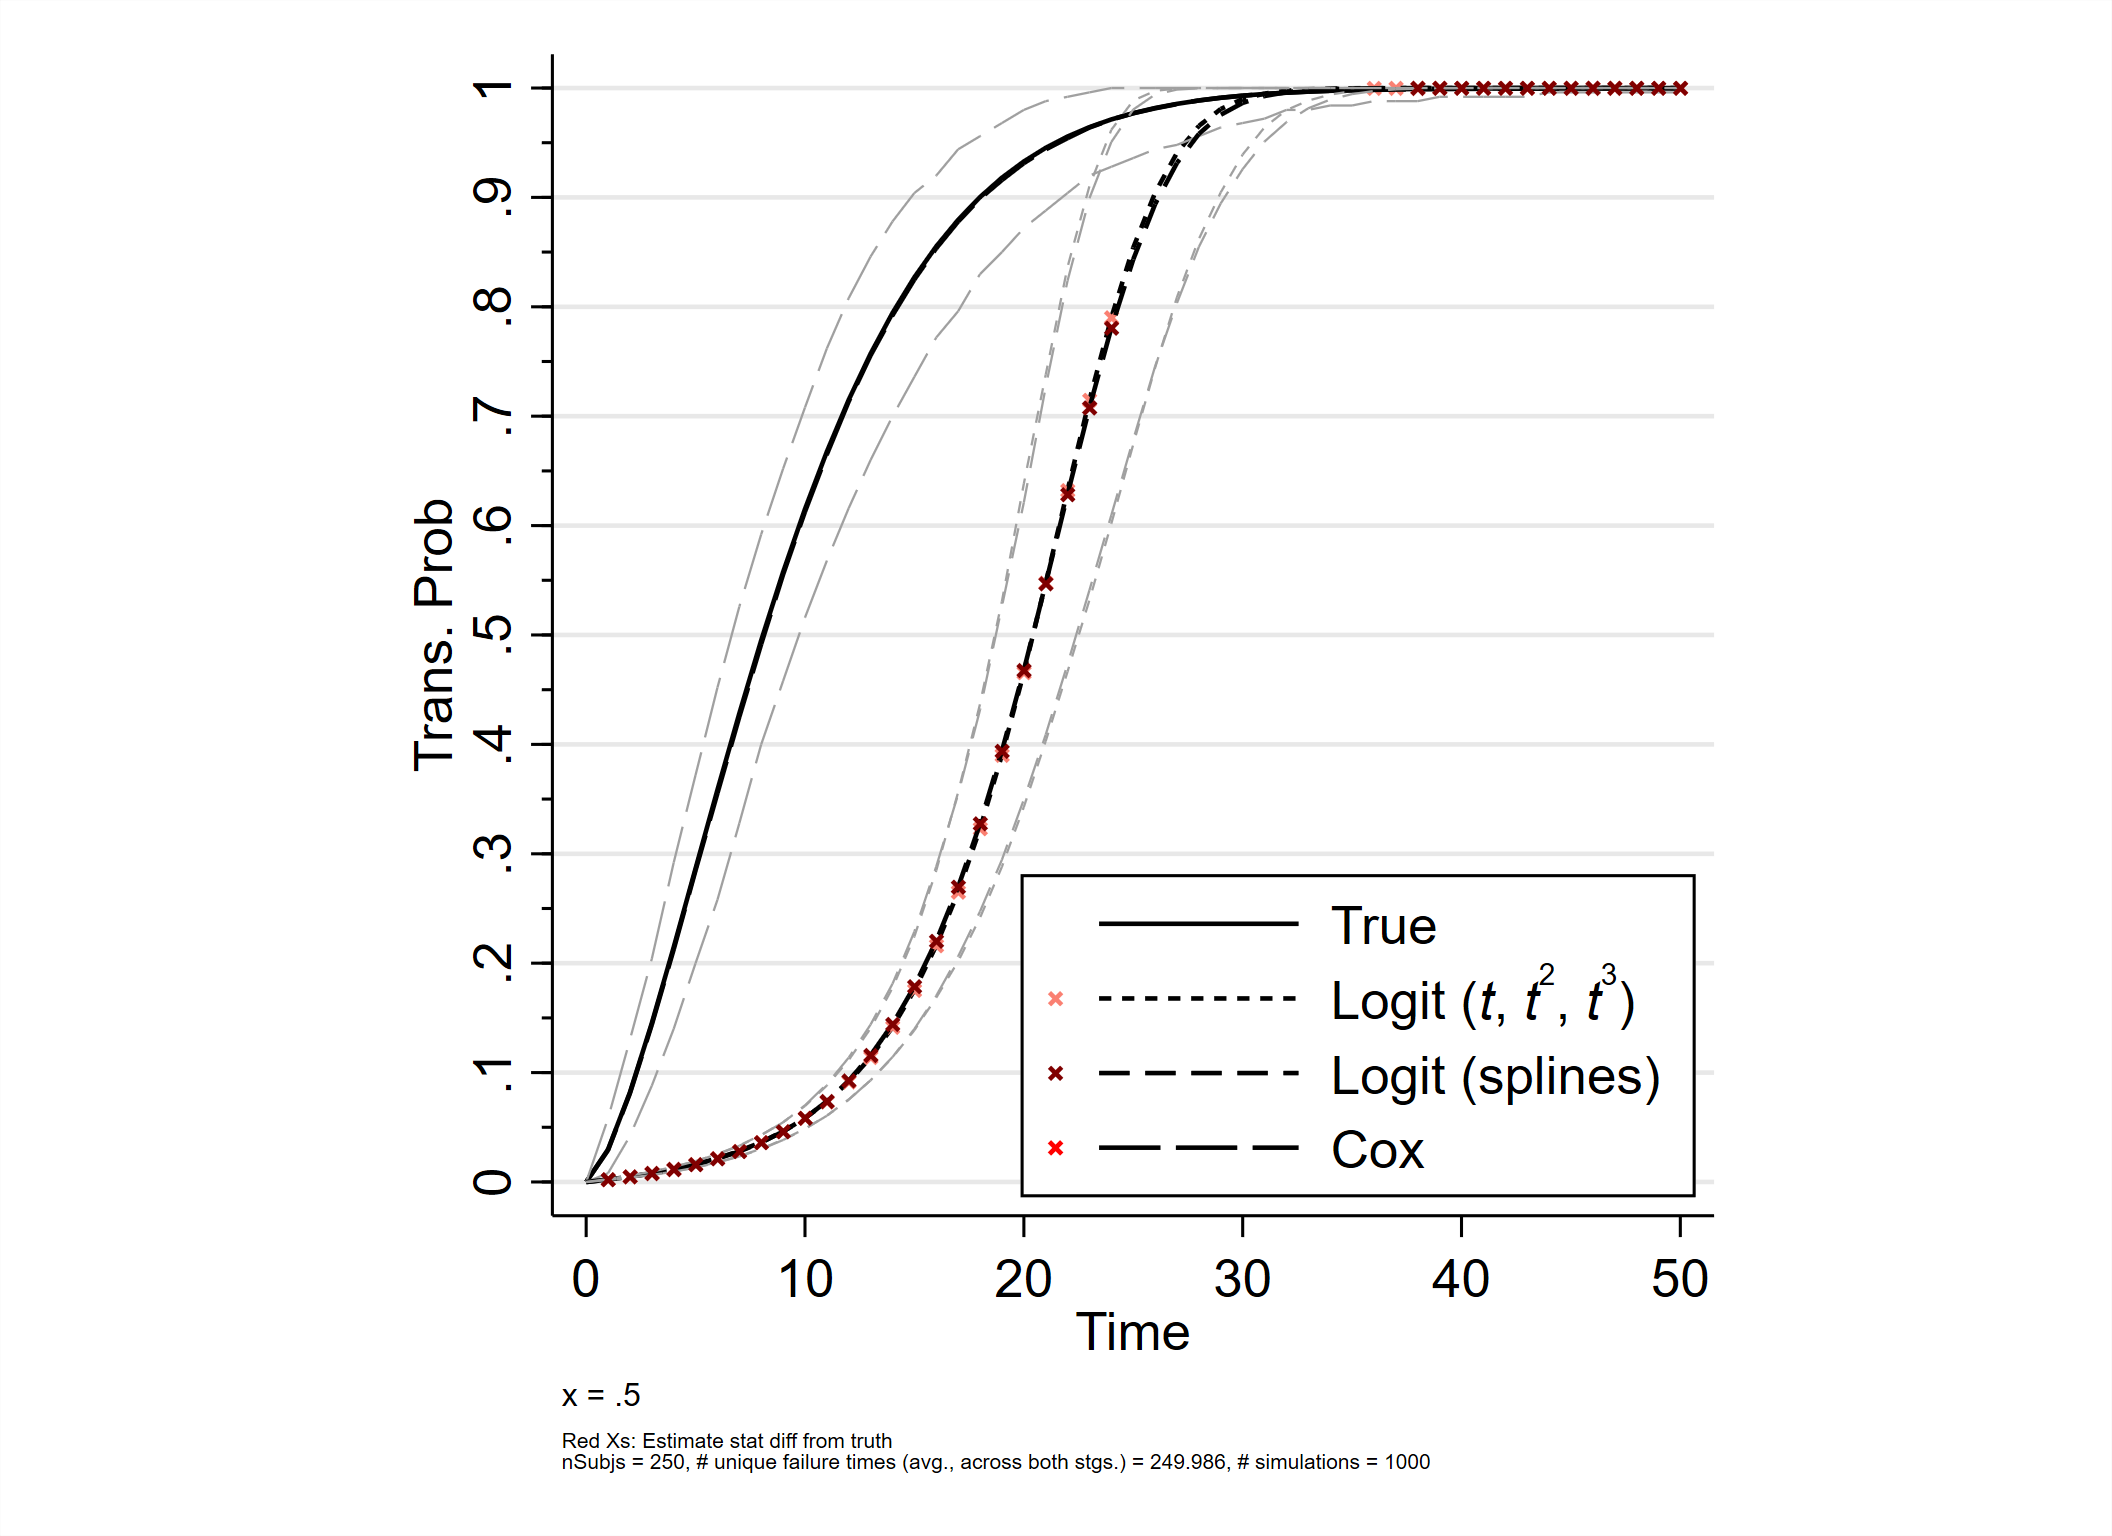 Trans. Prob
1
.9
.8
.7
.6
.5
.4
.3
.2
.1
0
True
Logit (t, t², t³)
Logit (splines)
Cox
0 10 20 30 40 50
Time
x = .5
Red Xs: Estimate stat diff from truth
nSubjs = 250, # unique failure times (avg., across both stgs.) = 249.986, # simulations = 1000